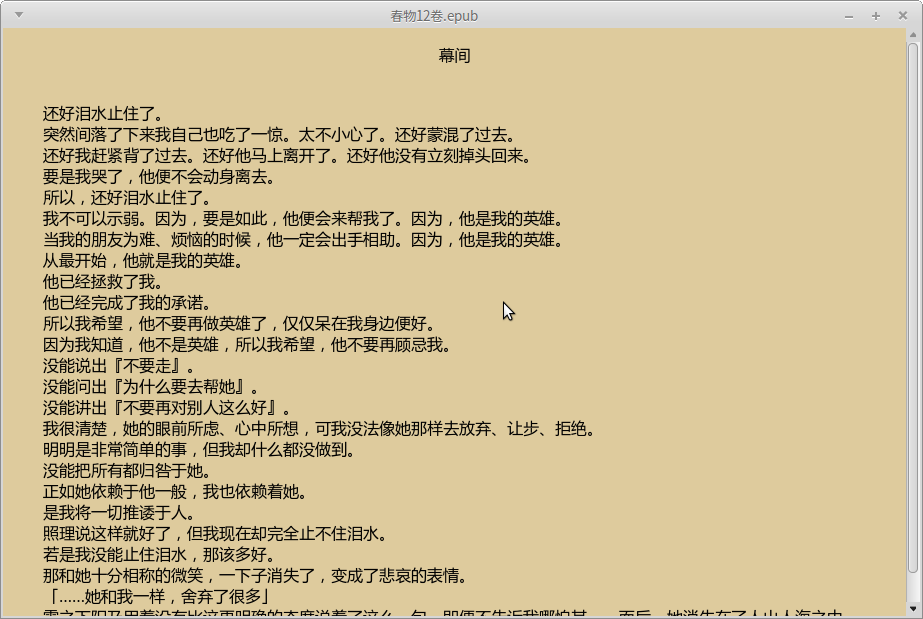 春物12卷.epub
幕间
还好泪水止住了。
突然间落了下来我自己也吃了一惊。太不小心了。还好蒙混了过去。
还好我赶紧背了过去。还好他马上离开了。还好他没有立刻掉头回来。
要是我哭了，他便不会动身离去。
所以，还好泪水止住了。
我不可以示弱。因为，要是如此，他便会来帮我了。因为，他是我的英雄。
当我的朋友为难、烦恼的时候，他一定会出手相助。因为，他是我的英雄。
从最开始，他就是我的英雄。
他已经拯救了我。
他已经完成了我的承诺。
所以我希望，他不要再做英雄了，仅仅呆在我身边便好。
因为我知道，他不是英雄，所以我希望，他不要再顾忌我。
没能说出『不要走』。
没能问出『为什么要去帮她』。
没能讲出『不要再对别人这么好』。
我很清楚，她的眼前所虑、心中所想，可我没法像她那样去放弃、让步、拒绝。
明明是非常简单的事，但我却什么都没做到。
没能把所有都归咎于她。
正如她依赖于他一般，我也依赖着她。
是我将一切推诿于人。
照理说这样就好了，但我现在却完全止不住泪水。
若是我没能止住泪水，那该多好。
那和她十分相称的微笑，一下子消失了，变成了悲哀的表情。
「......她和我一样，舍弃了很多」